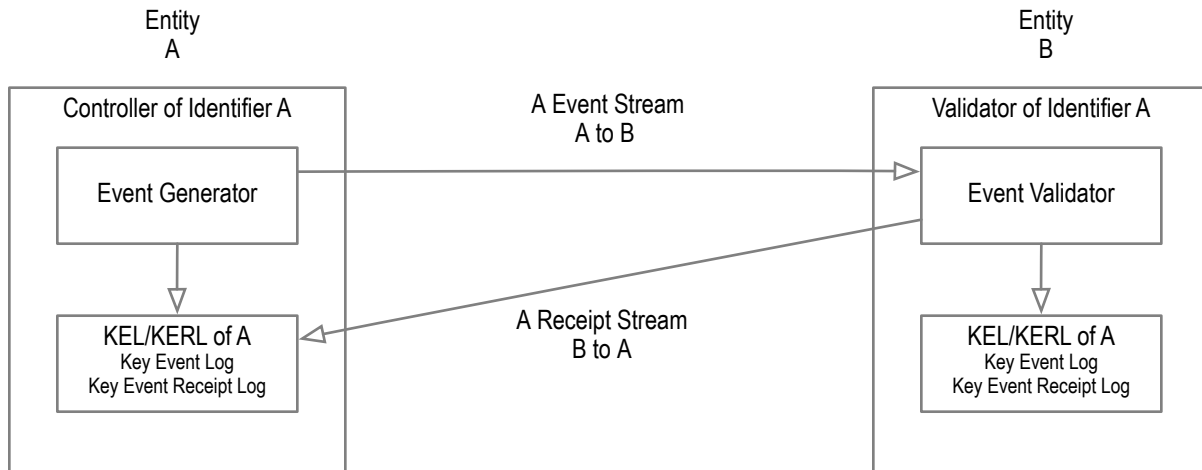 Entity
A
Entity
B
Controller of Identifier A
A Event Stream
A to B
Validator of Identifier A
Event Generator
Event Validator
A Receipt Stream
B to A
KEL/KERL of A
Key Event Log
Key Event Receipt Log
KEL/KERL of A
Key Event Log
Key Event Receipt Log